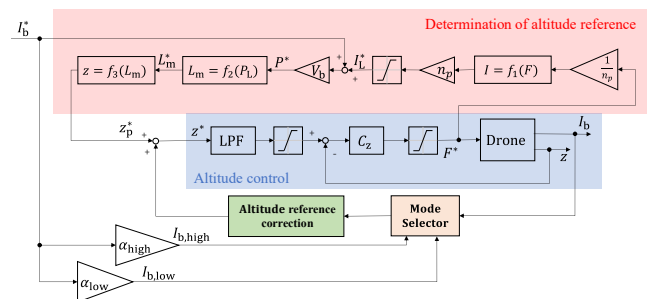 I_b^*
Determination of altitude reference
z = f_3(L_m)
L_m^*
L_m = f_2(P_L)
P^*
V_b
I_L^*
+
+
n_p
I = f_1(F)
1/n_p
z_p^*
+
+
z^*
LPF
+
-
C_z
F^*
Drone
I_b
z
Altitude control
Altitude reference correction
Mode Selector
α_high
I_b,high
α_low
I_b,low